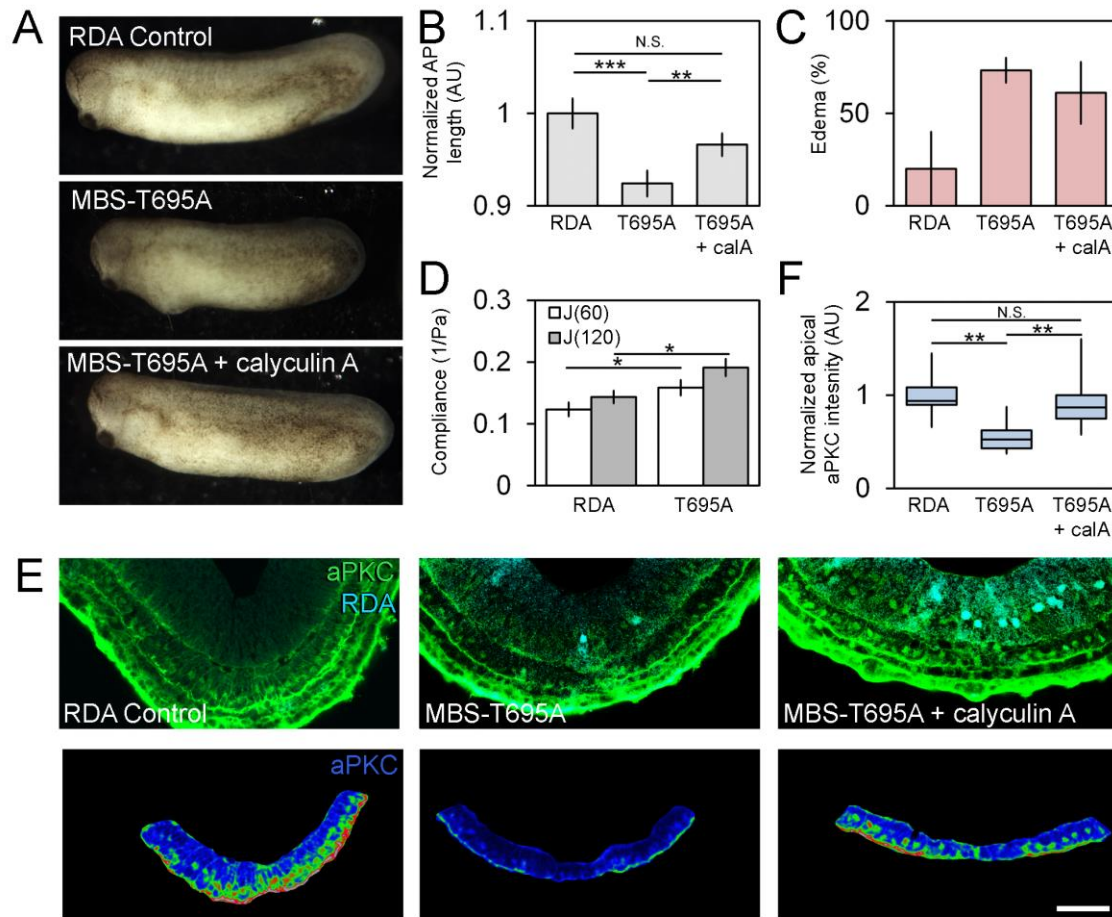 A
RDA Control
MBS-T695A
MBS-T695A + calyculin A
B
Normalized AP
length (AU)
1.1
1
0.9
N.S.
***
**
RDA
T695A
T695A
+ calA
C
Edema (%)
100
50
0
RDA
T695A
T695A
+ calA
D
Compliance (1/Pa)
0.3
0.2
0.1
0
J(60)
J(120)
*
*
RDA
T695A
F
Normalized apical
aPKC intesnity (AU)
2
1
0
N.S.
**
**
RDA
T695A
T695A
+ calA
E
aPKC
RDA
RDA Control
MBS-T695A
MBS-T695A + calyculin A
aPKC